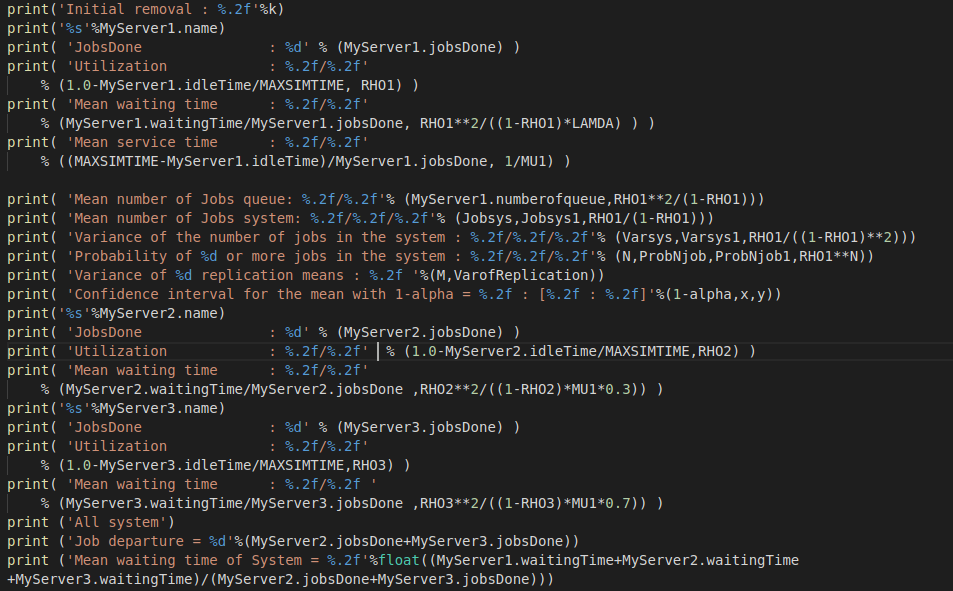 print('Initial removal : %.2f'%k)
print('%s'%MyServer1.name)
print( 'JobsDone               : %d' % (MyServer1.jobsDone) )
print( 'Utilization            : %.2f/%.2f'
    % (1.0-MyServer1.idleTime/MAXSIMTIME, RHO1) )
print( 'Mean waiting time      : %.2f/%.2f'
    % (MyServer1.waitingTime/MyServer1.jobsDone, RHO1**2/((1-RHO1)*LAMDA) ) )
print( 'Mean service time      : %.2f/%.2f'
    % ((MAXSIMTIME-MyServer1.idleTime)/MyServer1.jobsDone, 1/MU1) )

print( 'Mean number of Jobs queue: %.2f/%.2f'% (MyServer1.numberofqueue,RHO1**2/(1-RHO1)))
print( 'Mean number of Jobs system: %.2f/%.2f/%.2f'% (Jobsys,Jobsys1,RHO1/(1-RHO1)))
print( 'Variance of the number of jobs in the system : %.2f/%.2f/%.2f'% (Varsys,Varsys1,RHO1/((1-RHO1)**2)))
print( 'Probability of %d or more jobs in the system : %.2f/%.2f/%.2f'% (N,ProbNjob,ProbNjob1,RHO1**N))
print( 'Variance of %d replication means : %.2f '%(M,VarofReplication))
print( 'Confidence interval for the mean with 1-alpha = %.2f : [%.2f : %.2f]'%(1-alpha,x,y))
print('%s'%MyServer2.name)
print( 'JobsDone               : %d' % (MyServer2.jobsDone) )
print( 'Utilization            : %.2f/%.2f' % (1.0-MyServer2.idleTime/MAXSIMTIME,RHO2) )
print( 'Mean waiting time      : %.2f/%.2f'
    % (MyServer2.waitingTime/MyServer2.jobsDone ,RHO2**2/((1-RHO2)*MU1*0.3)) )
print('%s'%MyServer3.name)
print( 'JobsDone               : %d' % (MyServer3.jobsDone) )
print( 'Utilization            : %.2f/%.2f'
    % (1.0-MyServer3.idleTime/MAXSIMTIME,RHO3) )
print( 'Mean waiting time      : %.2f/%.2f '
    % (MyServer3.waitingTime/MyServer3.jobsDone ,RHO3**2/((1-RHO3)*MU1*0.7)) )
print ('All system')
print ('Job departure = %d'%(MyServer2.jobsDone+MyServer3.jobsDone))
print ('Mean waiting time of System = %.2f'%float((MyServer1.waitingTime+MyServer2.waitingTime
+MyServer3.waitingTime)/(MyServer2.jobsDone+MyServer3.jobsDone)))